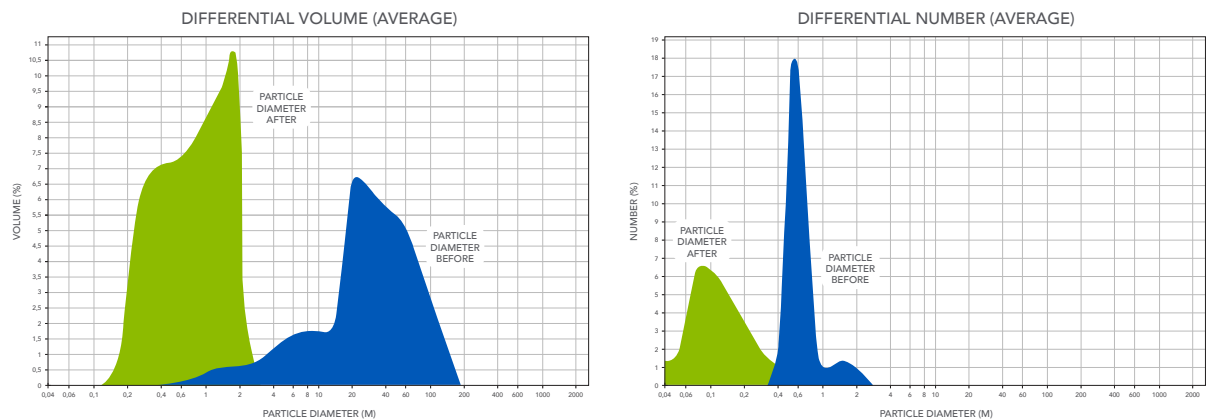 DIFFERENTIAL VOLUME (AVERAGE)
11
10,5
10
9,5
9
8,5
8
7,5
7
6,5
6
5,5
5
4,5
4
3,5
3
2,5
2
1,5
1
0,5
0
VOLUME (%)
PARTICLE
DIAMETER
AFTER
PARTICLE
DIAMETER
BEFORE
0,04 0,06 0,1 0,2 0,4 0,6 1 2 4 6 8 10 20 40 60 100 200 400 1000 2000
PARTICLE DIAMETER (M)
DIFFERENTIAL NUMBER (AVERAGE)
19
18
17
16
15
14
13
12
11
10
9
8
7
6
5
4
3
2
1
0
NUMBER (%)
PARTICLE
DIAMETER
AFTER
PARTICLE
DIAMETER
BEFORE
0,04 0,06 0,1 0,2 0,4 0,6 1 2 4 6 8 10 20 40 60 100 200 400 1000 2000
PARTICLE DIAMETER (M)